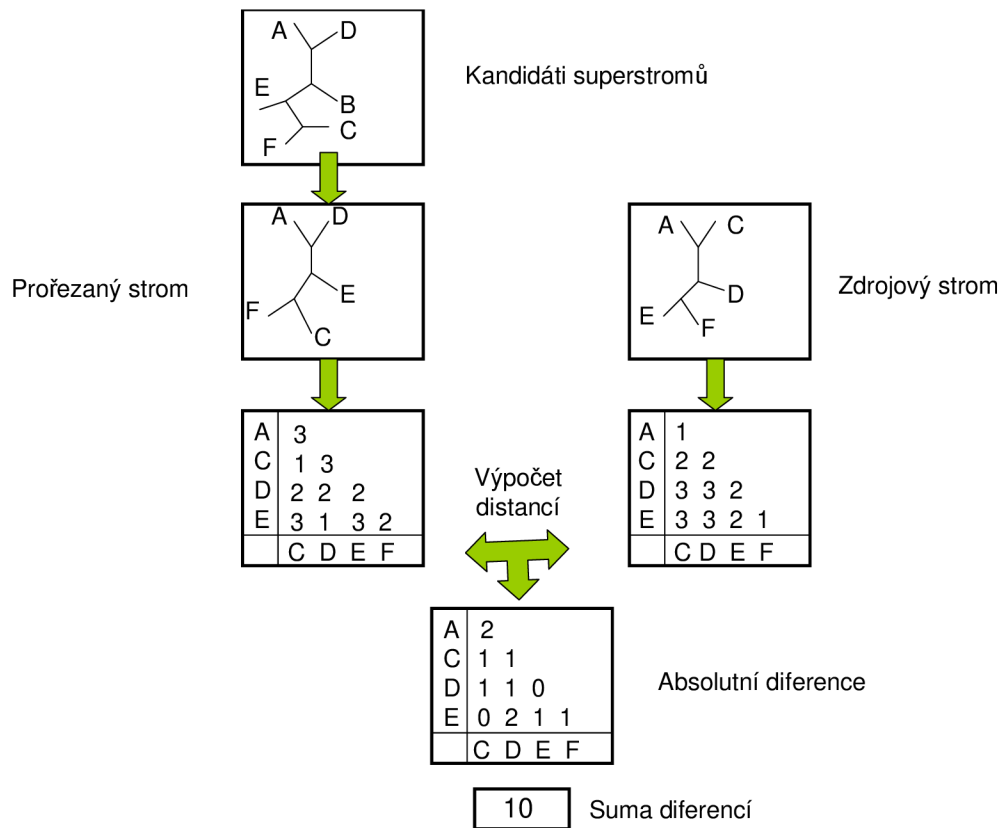 A D
E
B
C
F
Kandidáti superstromů
A D
E
F
C
Prořezaný strom
A C
D
E
F
Zdrojový strom
A 3
C 1 3
D 2 2 2
E 3 1 3 2
C D E F
Výpočet
distancí
A 1
C 2 2
D 3 3 2
E 3 3 2 1
C D E F
A 2
C 1 1
D 1 1 0
E 0 2 1 1
C D E F
Absolutní diference
10 Suma diferencí